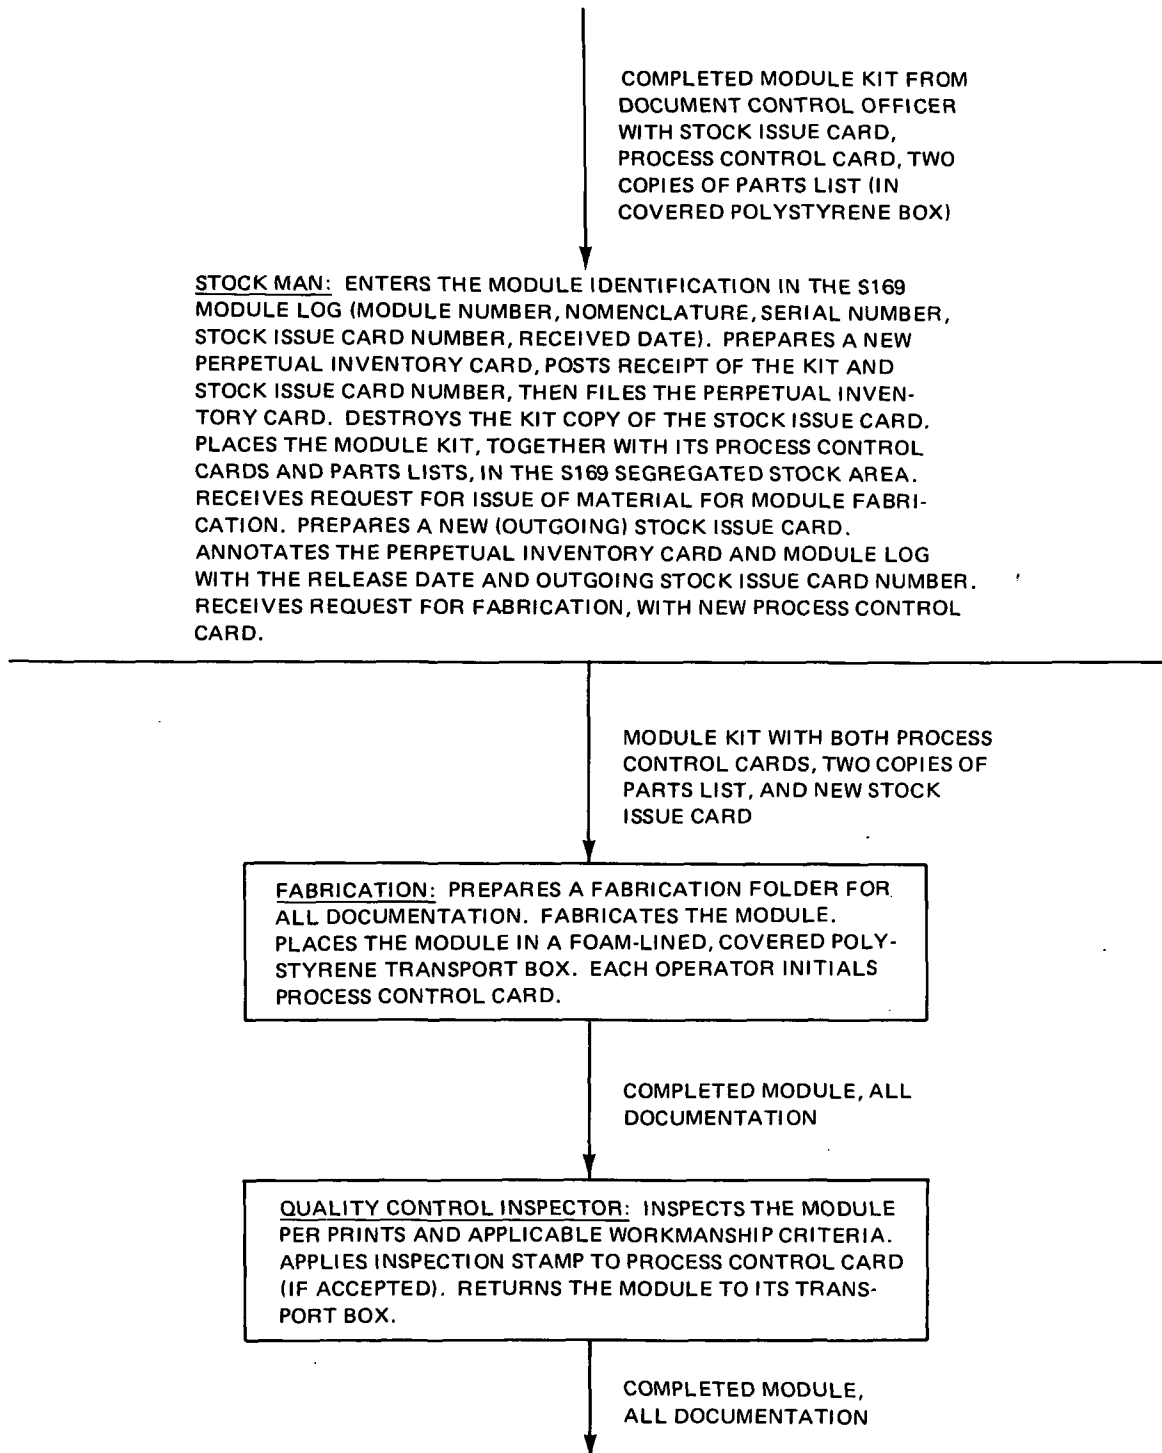 COMPLETED MODULE KIT FROM
DOCUMENT CONTROL OFFICER
WITH STOCK ISSUE CARD,
PROCESS CONTROL CARD, TWO
COPIES OF PARTS LIST (IN
COVERED POLYSTYRENE BOX)
STOCK MAN: ENTERS THE MODULE IDENTIFICATION IN THE S169
MODULE LOG (MODULE NUMBER, NOMENCLATURE, SERIAL NUMBER,
STOCK ISSUE CARD NUMBER, RECEIVED DATE). PREPARES A NEW
PERPETUAL INVENTORY CARD, POSTS RECEIPT OF THE KIT AND
STOCK ISSUE CARD NUMBER, THEN FILES THE PERPETUAL INVEN-
TORY CARD. DESTROYS THE KIT COPY OF THE STOCK ISSUE CARD.
PLACES THE MODULE KIT, TOGETHER WITH ITS PROCESS CONTROL
CARDS AND PARTS LISTS, IN THE S169 SEGREGATED STOCK AREA.
RECEIVES REQUEST FOR ISSUE OF MATERIAL FOR MODULE FABRI-
CATION. PREPARES A NEW (OUTGOING) STOCK ISSUE CARD.
ANNOTATES THE PERPETUAL INVENTORY CARD AND MODULE LOG
WITH THE RELEASE DATE AND OUTGOING STOCK ISSUE CARD NUMBER.
RECEIVES REQUEST FOR FABRICATION, WITH NEW PROCESS CONTROL
CARD.
MODULE KIT WITH BOTH PROCESS
CONTROL CARDS, TWO COPIES OF
PARTS LIST, AND NEW STOCK
ISSUE CARD
FABRICATION: PREPARES A FABRICATION FOLDER FOR
ALL DOCUMENTATION. FABRICATES THE MODULE.
PLACES THE MODULE IN A FOAM-LINED, COVERED POLY-
STYRENE TRANSPORT BOX. EACH OPERATOR INITIALS
PROCESS CONTROL CARD.
COMPLETED MODULE, ALL
DOCUMENTATION
QUALITY CONTROL INSPECTOR: INSPECTS THE MODULE
PER PRINTS AND APPLICABLE WORKMANSHIP CRITERIA.
APPLIES INSPECTION STAMP TO PROCESS CONTROL CARD
(IF ACCEPTED). RETURNS THE MODULE TO ITS TRANS-
PORT BOX.
COMPLETED MODULE,
ALL DOCUMENTATION